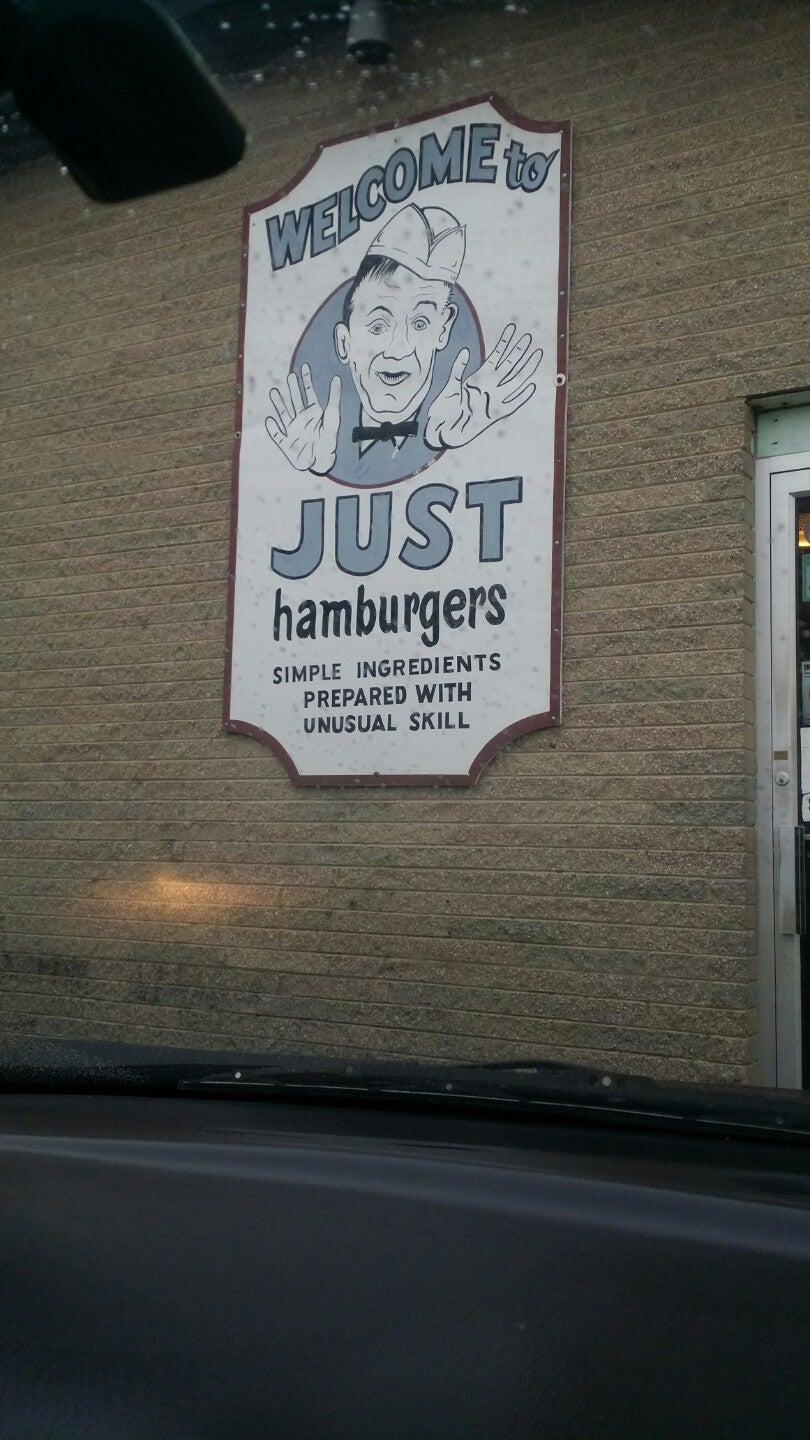 WELCOME to
JUST
hamburgers
SIMPLE INGREDIENTS
PREPARED WITH
UNUSUAL SKILL